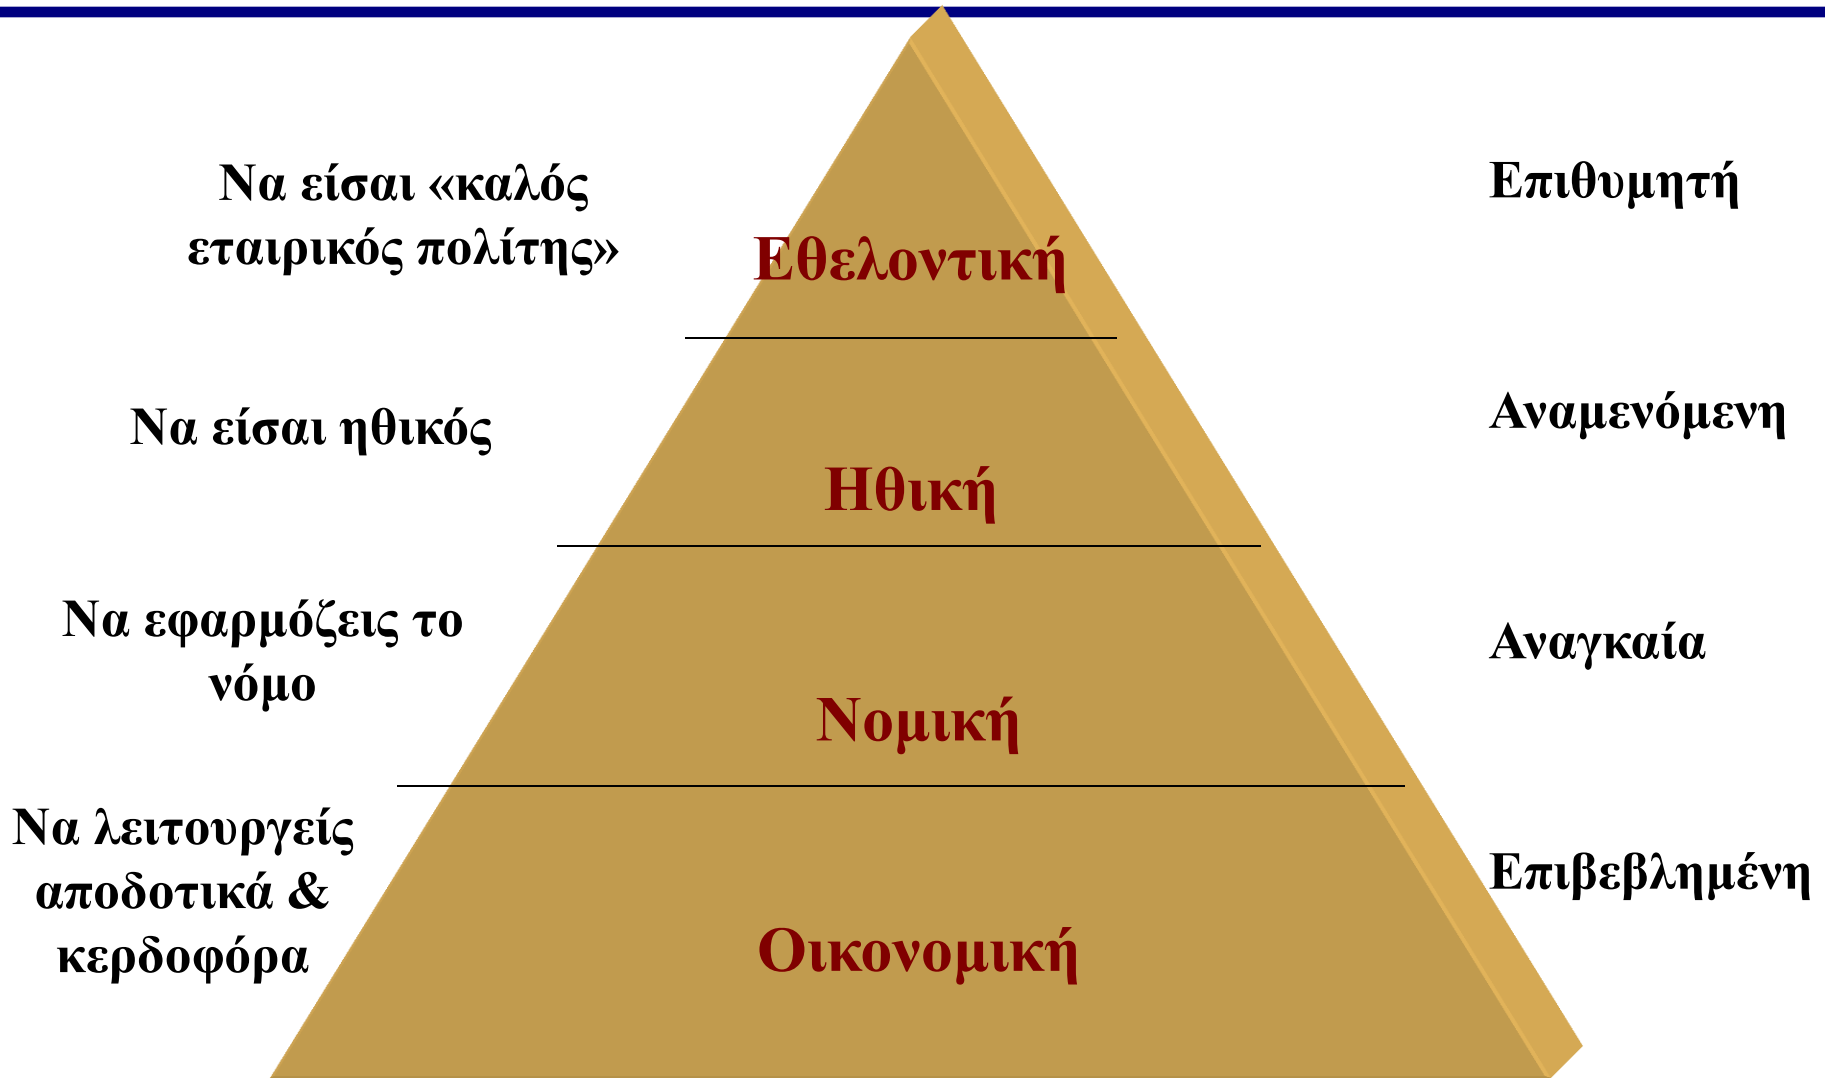 Να είσαι «καλός
εταιρικός πολίτης»
Εθελοντική
Επιθυμητή
Να είσαι ηθικός
Ηθική
Αναμενόμενη
Να εφαρμόζεις το
νόμο
Νομική
Αναγκαία
Να λειτουργείς
αποδοτικά &
κερδοφόρα
Οικονομική
Επιβεβλημένη